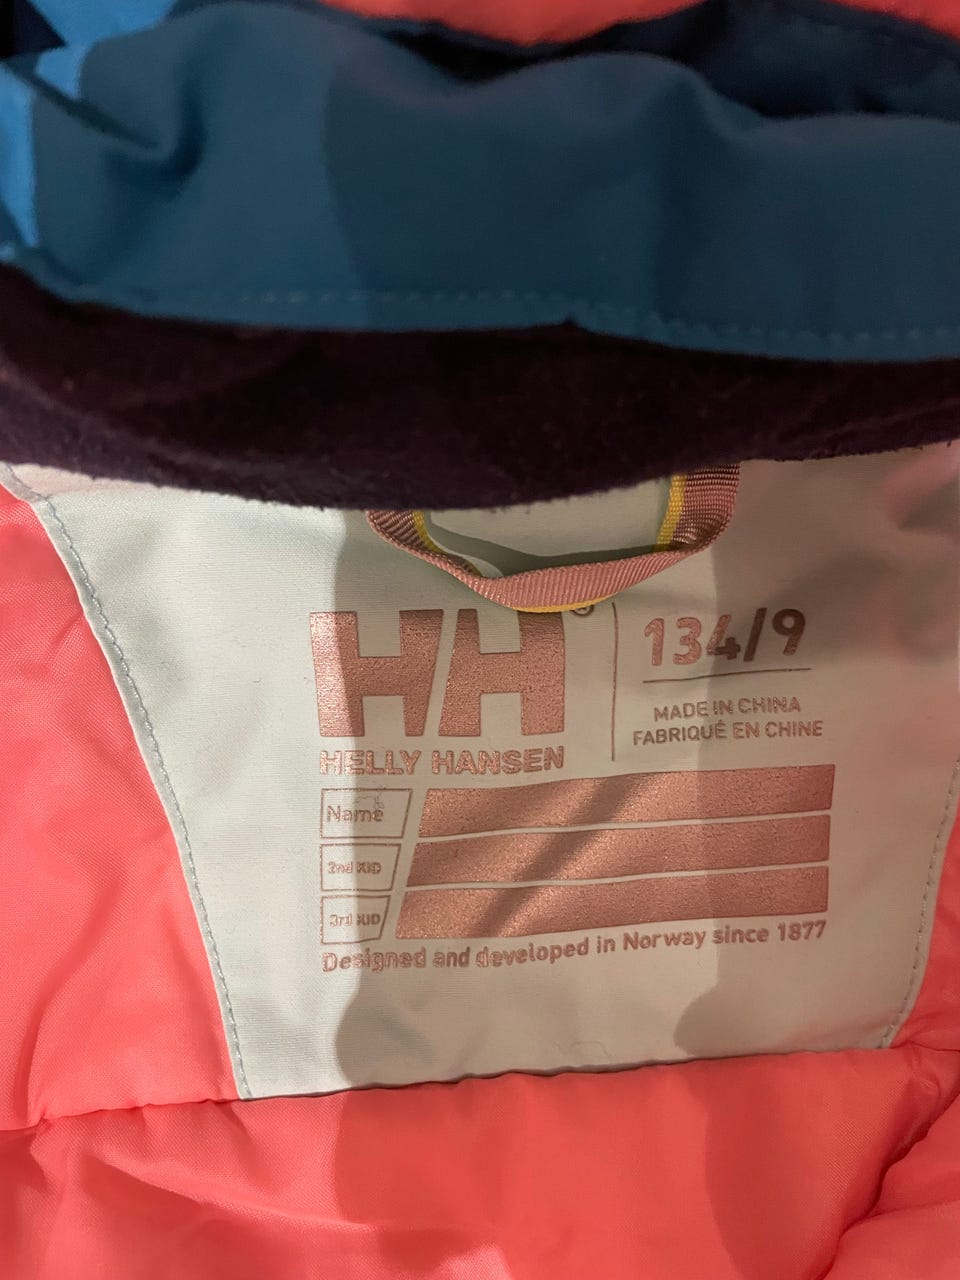 HH®
HELLY HANSEN
134/9
MADE IN CHINA
FABRIQUÉ EN CHINE
Name
2nd KID
3rd KID
Designed and developed in Norway since 1877